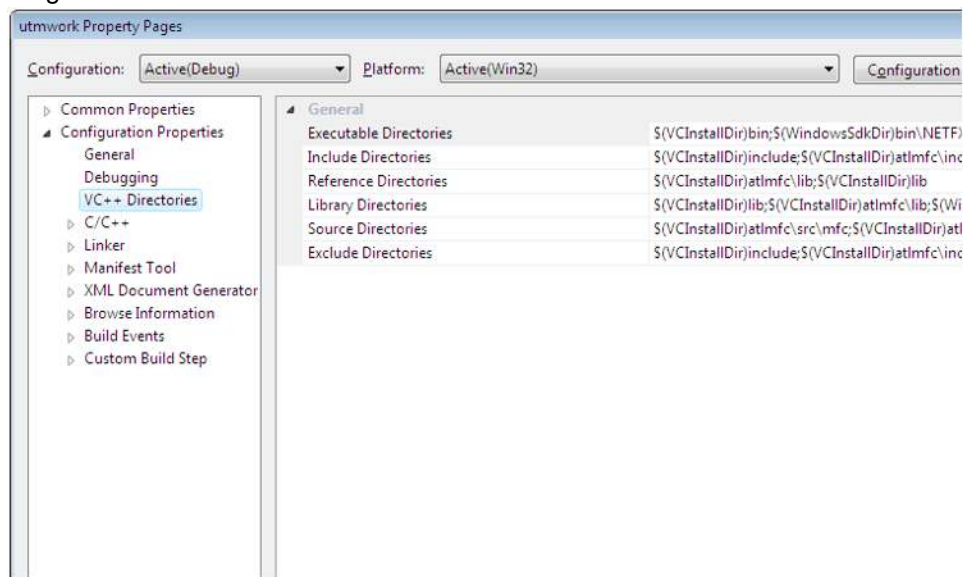 utmwork Property Pages
Configuration: Active(Debug) Platform: Active(Win32) Configuration
Common Properties
Configuration Properties
General
Debugging
VC++ Directories
C/C++
Linker
Manifest Tool
XML Document Generator
Browse Information
Build Events
Custom Build Step
General
Executable Directories $(VCInstallDir)bin;$(WindowsSdkDir)bin\NETFX
Include Directories $(VCInstallDir)include;$(VCInstallDir)atlmfc\inc
Reference Directories $(VCInstallDir)atlmfc\lib;$(VCInstallDir)lib
Library Directories $(VCInstallDir)lib;$(VCInstallDir)atlmfc\lib;$(Wi
Source Directories $(VCInstallDir)atlmfc\src\mfc;$(VCInstallDir)atl
Exclude Directories $(VCInstallDir)include;$(VCInstallDir)atlmfc\inc